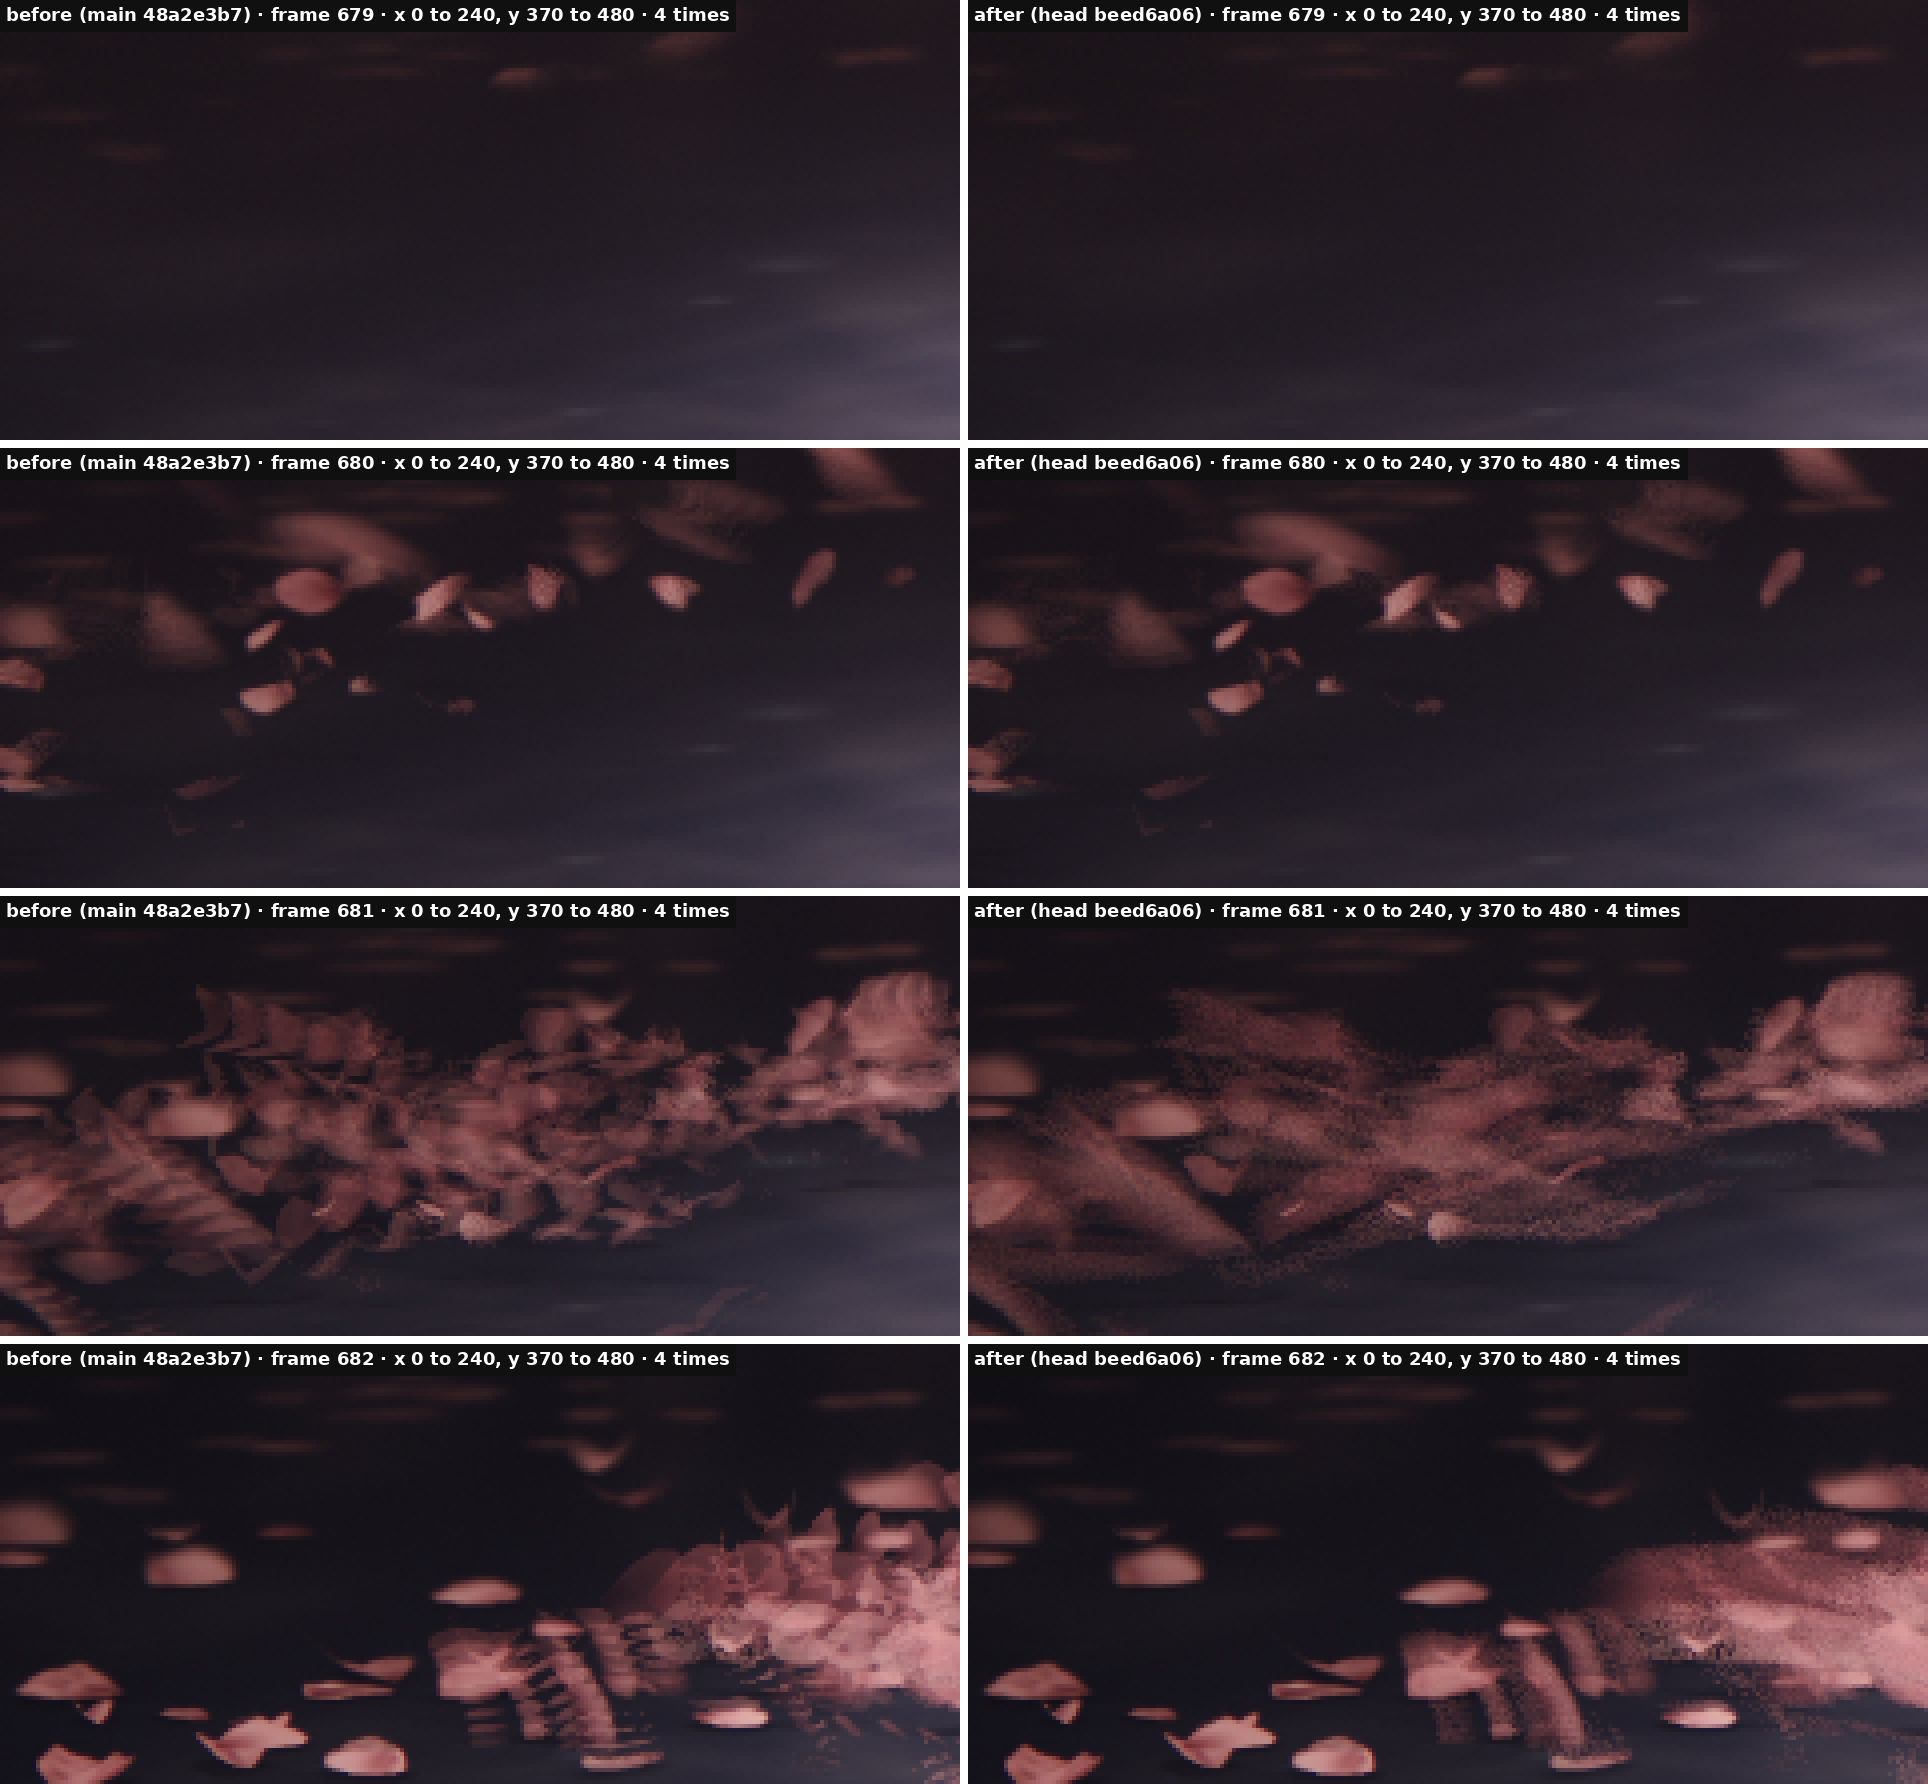 before (main 48a2e3b7) · frame 679 · x 0 to 240, y 370 to 480 · 4 times
after (head beed6a06) · frame 679 · x 0 to 240, y 370 to 480 · 4 times
before (main 48a2e3b7) · frame 680 · x 0 to 240, y 370 to 480 · 4 times
after (head beed6a06) · frame 680 · x 0 to 240, y 370 to 480 · 4 times
before (main 48a2e3b7) · frame 681 · x 0 to 240, y 370 to 480 · 4 times
after (head beed6a06) · frame 681 · x 0 to 240, y 370 to 480 · 4 times
before (main 48a2e3b7) · frame 682 · x 0 to 240, y 370 to 480 · 4 times
after (head beed6a06) · frame 682 · x 0 to 240, y 370 to 480 · 4 times